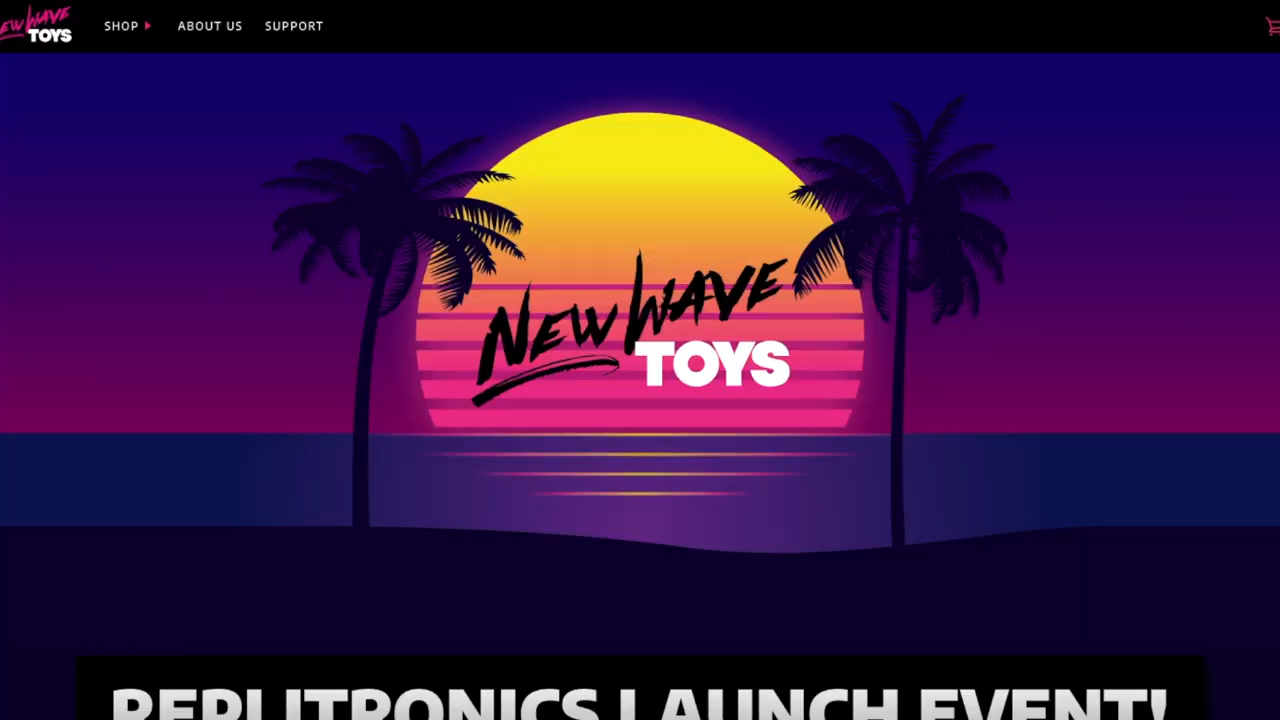 NEW WAVE
TOYS
SHOP ABOUT US SUPPORT
NEW WAVE
TOYS
REPLITRONICS LAUNCH EVENT!